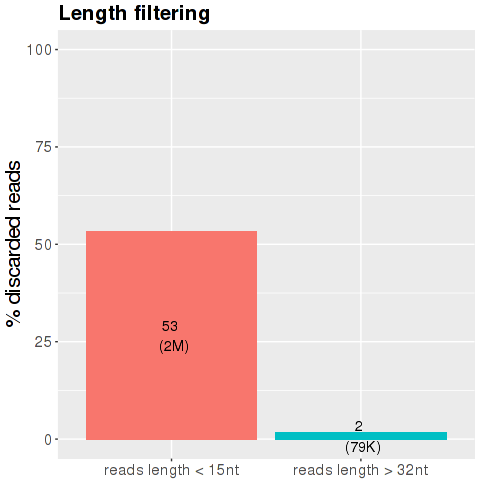 Length filtering
% discarded reads
100
75
50
25
0
53
(2M)
2
(79K)
reads length < 15nt
reads length > 32nt